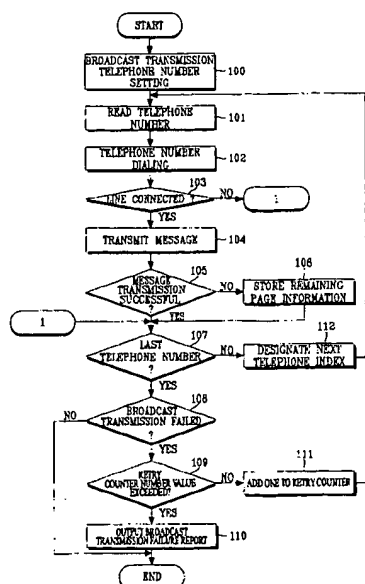 START
BROADCAST TRANSMISSION
TELEPHONE NUMBER
SETTING
100
READ TELEPHONE
NUMBER
101
TELEPHONE NUMBER
DIALING
102
103
LINE CONNECTED ?
NO
1
YES
TRANSMIT MESSAGE
104
105
MESSAGE
TRANSMISSION
SUCCESSFUL
?
NO
106
STORE REMAINING
PAGE INFORMATION
1
YES
107
LAST
TELEPHONE NUMBER
?
NO
112
DESIGNATE NEXT
TELEPHONE INDEX
YES
108
NO
BROADCAST
TRANSMISSION FAILED
?
YES
109
RETRY
COUNTER NUMBER VALUE
EXCEEDED?
NO
111
ADD ONE TO RETRY COUNTER
YES
OUTPUT BROADCAST
TRANSMISSION FAILURE REPORT
110
END